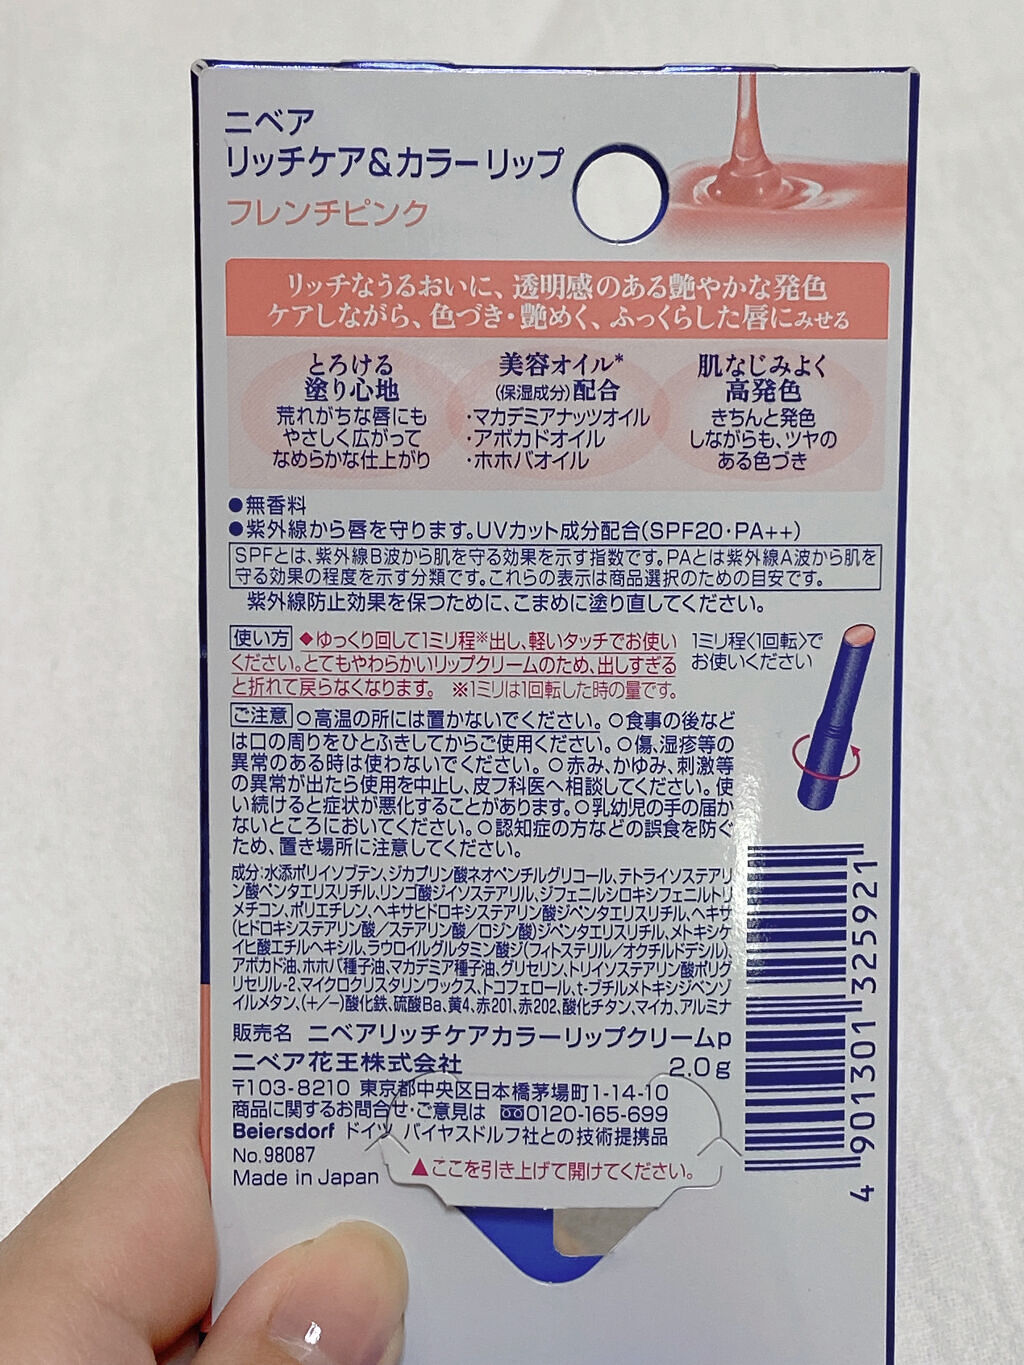 ニベア
リッチケア&カラーリップ
フレンチピンク
リッチなうるおいに、透明感のある艶やかな発色
ケアしながら、色づき・艶めく、ふっくらした唇にみせる
とろける
塗り心地
荒れがちな唇にも
やさしく広がって
なめらかな仕上がり
美容オイル*
(保湿成分)配合
・マカデミアナッツオイル
・アボカドオイル
・ホホバオイル
肌なじみよく
高発色
きちんと発色
しながらも、ツヤの
ある色づき
●無香料
●紫外線から唇を守ります。UVカット成分配合(SPF20・PA++)
SPFとは、紫外線B波から肌を守る効果を示す指数です。PAとは紫外線A波から肌を
守る効果の程度を示す分類です。これらの表示は商品選択のための目安です。
紫外線防止効果を保つために、こまめに塗り直してください。
使い方 ◆ゆっくり回して1ミリ程※出し、軽いタッチでお使い
ください。とてもやわらかいリップクリームのため、出しすぎる
と折れて戻らなくなります。 ※1ミリは1回転した時の量です。
1ミリ程〈1回転〉で
お使いください
ご注意 ○高温の所には置かないでください。○食事の後など
は口の周りをひとふきしてからご使用ください。○傷、湿疹等の
異常のある時は使わないでください。○赤み、かゆみ、刺激等
の異常が出たら使用を中止し、皮フ科医へ相談してください。使
い続けると症状が悪化することがあります。○乳幼児の手の届か
ないところにおいてください。○認知症の方などの誤食を防ぐ
ため、置き場所に注意してください。
成分:水添ポリイソブテン、ジカプリン酸ネオペンチルグリコール、テトライソステアリ
ン酸ペンタエリスリチル、リンゴ酸ジイソステアリル、ジフェニルシロキシフェニルトリ
メチコン、ポリエチレン、ヘキサヒドロキシステアリン酸ジペンタエリスリチル、ヘキサ
(ヒドロキシステアリン酸/ステアリン酸/ロジン酸)ジペンタエリスリチル、メトキシケ
イヒ酸エチルヘキシル、ラウロイルグルタミン酸ジ(フィトステリル/オクチルドデシル)、
アボカド油、ホホバ種子油、マカデミア種子油、グリセリン、トリイソステアリン酸ポリグ
リセリル-2、マイクロクリスタリンワックス、トコフェロール、t-ブチルメトキシジベンゾ
イルメタン、(+/−)酸化鉄、硫酸Ba、黄4、赤201、赤202、酸化チタン、マイカ、アルミナ
販売名 ニベアリッチケアカラーリップクリームp
ニベア花王株式会社 2.0g
〒103-8210 東京都中央区日本橋茅場町1-14-10
商品に関するお問合せ・ご意見は 0120-165-699
Beiersdorf ドイツ バイヤスドルフ社との技術提携品
No.98087
Made in Japan
▲ここを引き上げて開けてください。
4 901301 325921